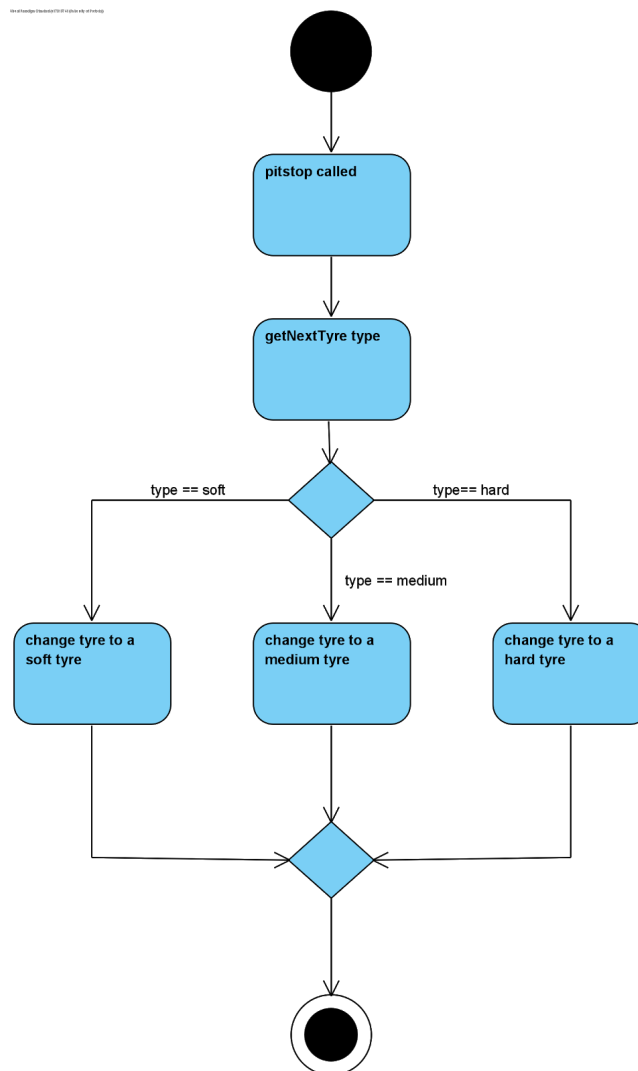 pitstop called
getNextTyre type
type == soft
type== hard
type == medium
change tyre to a
soft tyre
change tyre to a
medium tyre
change tyre to a
hard tyre